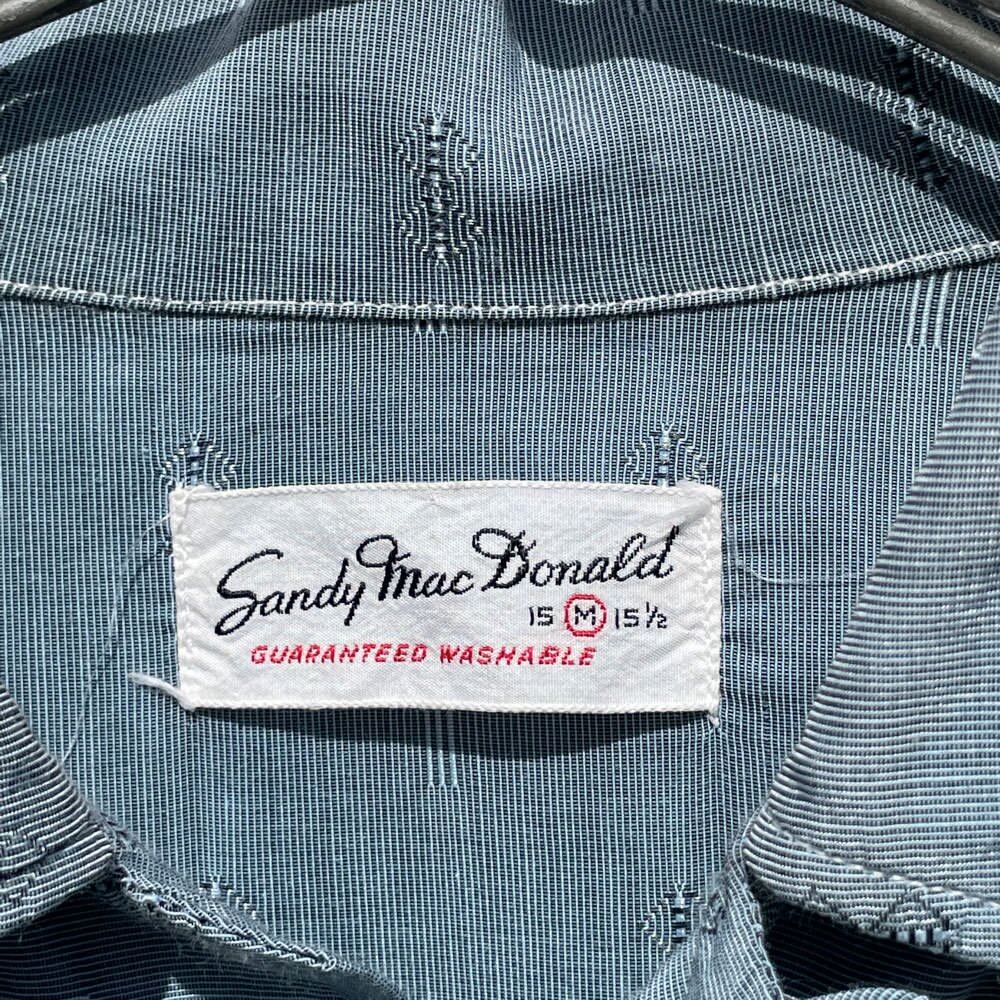 Sandy Mac Donald
15 M 15½
GUARANTEED WASHABLE